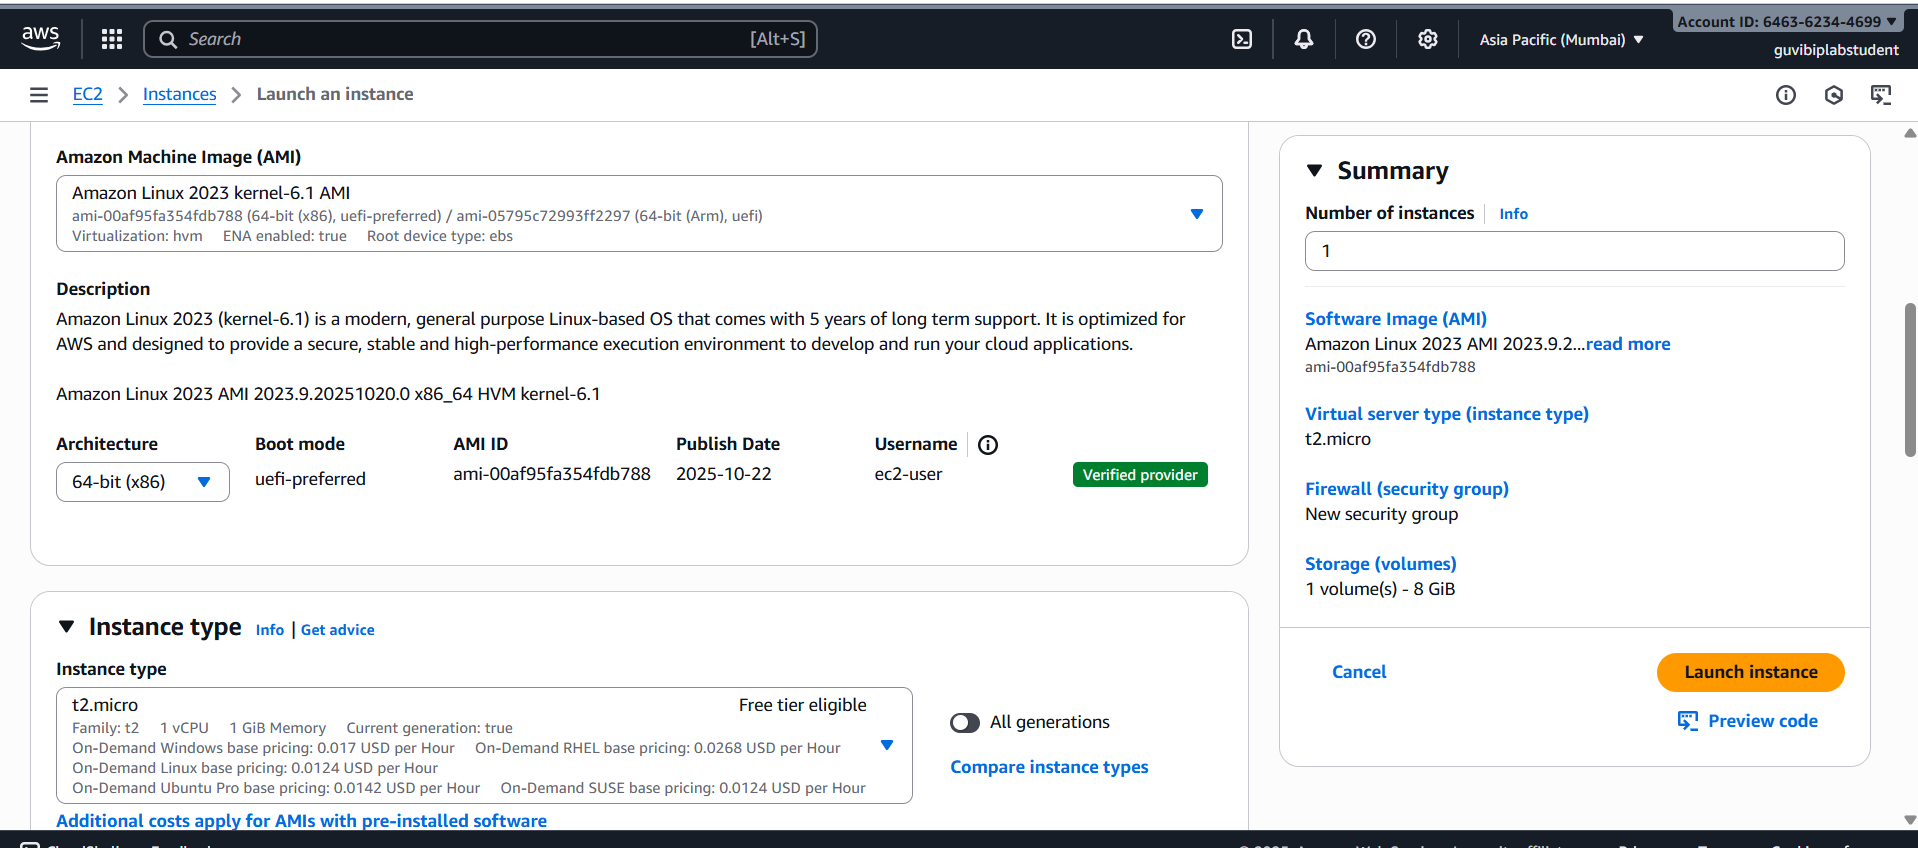 aws
Search
[Alt+S]
Asia Pacific (Mumbai)
Account ID: 6463-6234-4699
guvibiplabstudent
EC2
Instances
Launch an instance
Amazon Machine Image (AMI)
Amazon Linux 2023 kernel-6.1 AMI
ami-00af95fa354fdb788 (64-bit (x86), uefi-preferred) / ami-05795c72993ff2297 (64-bit (Arm), uefi)
Virtualization: hvm ENA enabled: true Root device type: ebs
Description
Amazon Linux 2023 (kernel-6.1) is a modern, general purpose Linux-based OS that comes with 5 years of long term support. It is optimized for
AWS and designed to provide a secure, stable and high-performance execution environment to develop and run your cloud applications.
Amazon Linux 2023 AMI 2023.9.20251020.0 x86_64 HVM kernel-6.1
Architecture Boot mode AMI ID Publish Date Username
64-bit (x86) uefi-preferred ami-00af95fa354fdb788 2025-10-22 ec2-user Verified provider
Instance type Info | Get advice
Instance type
t2.micro Free tier eligible
Family: t2 1 vCPU 1 GiB Memory Current generation: true
On-Demand Windows base pricing: 0.017 USD per Hour On-Demand RHEL base pricing: 0.0268 USD per Hour
On-Demand Linux base pricing: 0.0124 USD per Hour
On-Demand Ubuntu Pro base pricing: 0.0142 USD per Hour On-Demand SUSE base pricing: 0.0124 USD per Hour
All generations
Compare instance types
Additional costs apply for AMIs with pre-installed software
Summary
Number of instances Info
1
Software Image (AMI)
Amazon Linux 2023 AMI 2023.9.2...read more
ami-00af95fa354fdb788
Virtual server type (instance type)
t2.micro
Firewall (security group)
New security group
Storage (volumes)
1 volume(s) - 8 GiB
Cancel
Launch instance
Preview code